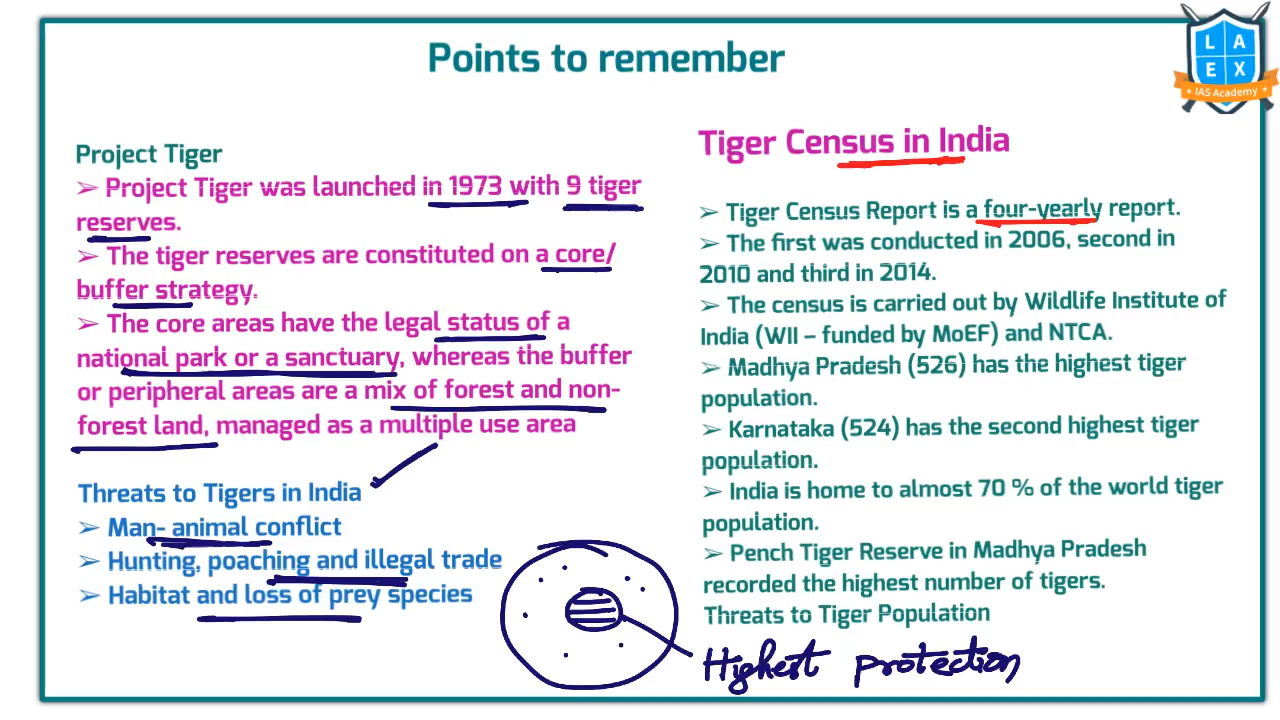 Points to remember
L A
E X
IAS Academy
Project Tiger
➢ Project Tiger was launched in 1973 with 9 tiger
reserves.
➢ The tiger reserves are constituted on a core/
buffer strategy.
➢ The core areas have the legal status of a
national park or a sanctuary, whereas the buffer
or peripheral areas are a mix of forest and non-
forest land, managed as a multiple use area
Threats to Tigers in India
➢ Man- animal conflict
➢ Hunting, poaching and illegal trade
➢ Habitat and loss of prey species
Tiger Census in India
➢ Tiger Census Report is a four-yearly report.
➢ The first was conducted in 2006, second in
2010 and third in 2014.
➢ The census is carried out by Wildlife Institute of
India (WII – funded by MoEF) and NTCA.
➢ Madhya Pradesh (526) has the highest tiger
population.
➢ Karnataka (524) has the second highest tiger
population.
➢ India is home to almost 70 % of the world tiger
population.
➢ Pench Tiger Reserve in Madhya Pradesh
recorded the highest number of tigers.
Threats to Tiger Population
Highest protection